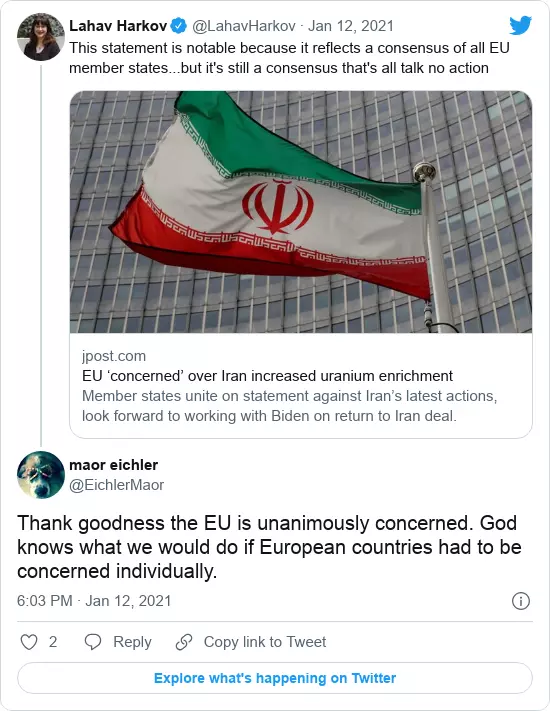 Lahav Harkov @LahavHarkov · Jan 12, 2021
This statement is notable because it reflects a consensus of all EU
member states...but it's still a consensus that's all talk no action
jpost.com
EU ‘concerned’ over Iran increased uranium enrichment
Member states unite on statement against Iran’s latest actions,
look forward to working with Biden on return to Iran deal.
maor eichler
@EichlerMaor
Thank goodness the EU is unanimously concerned. God
knows what we would do if European countries had to be
concerned individually.
6:03 PM · Jan 12, 2021
2 Reply Copy link to Tweet
Explore what's happening on Twitter